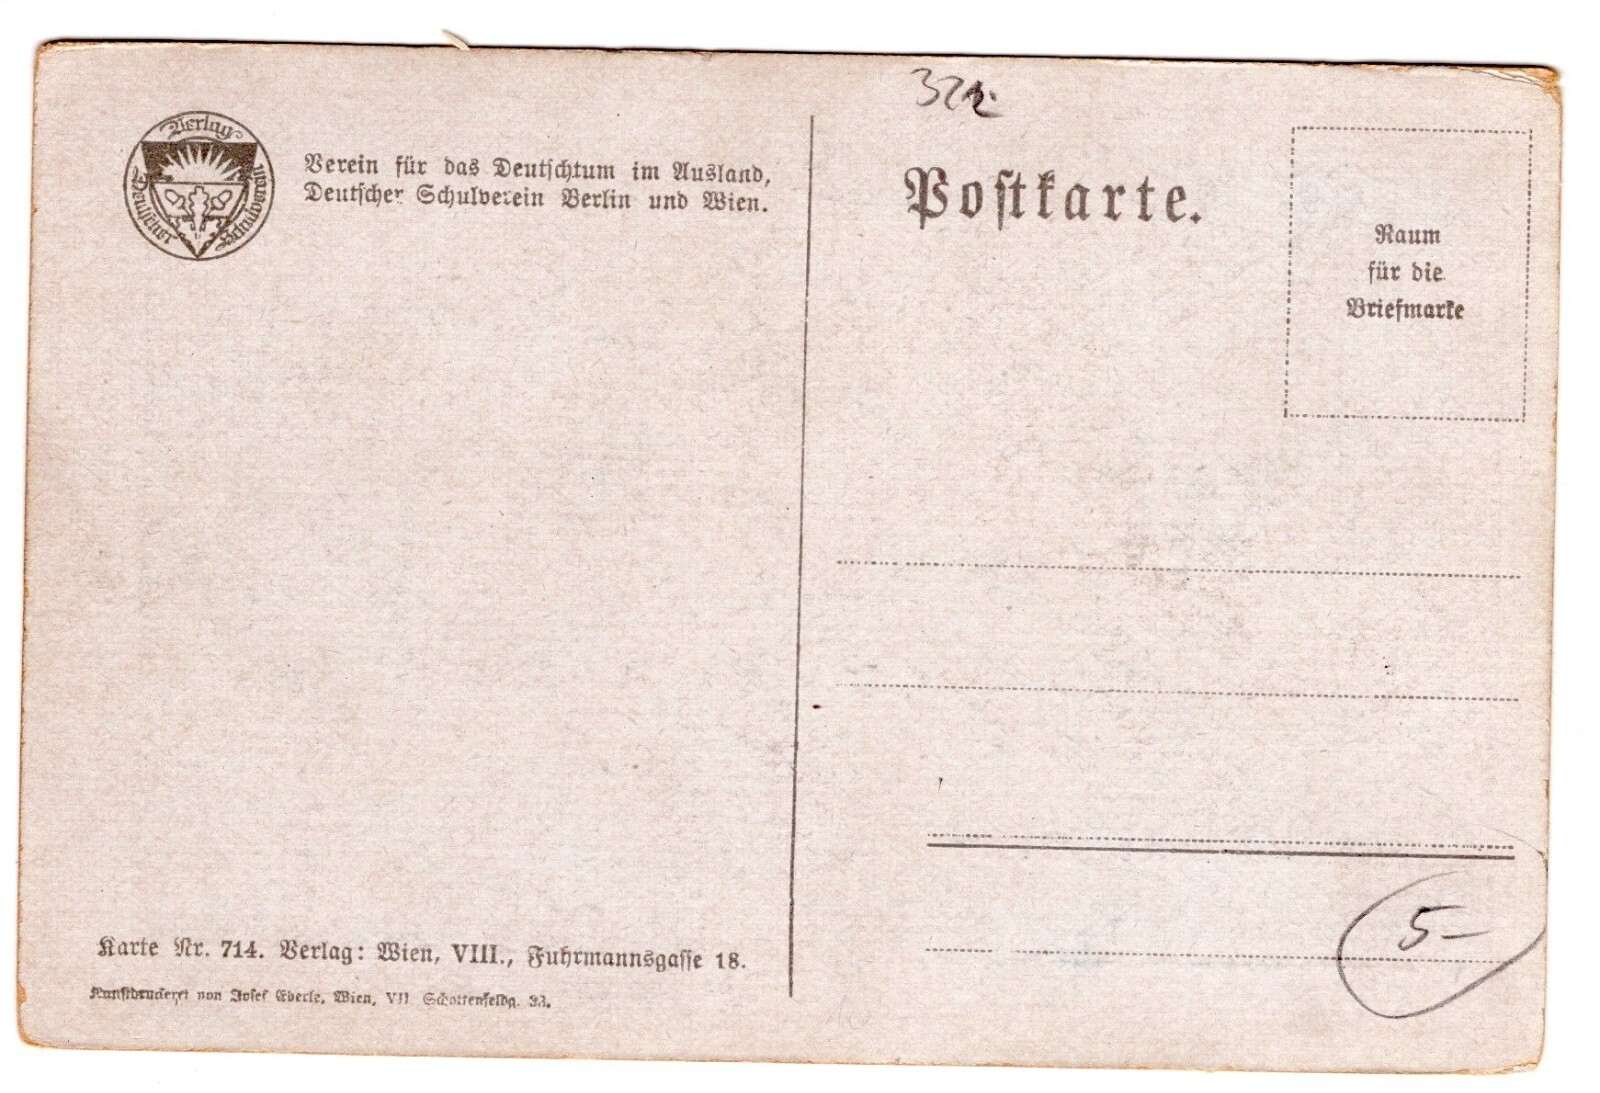 322.
Verlag
Deutscher Schulverein
Verein für das Deutschtum im Ausland,
Deutscher Schulverein Berlin und Wien.
Postkarte.
Raum
für die
Briefmarke
5-
Karte Nr. 714. Verlag: Wien, VIII., Fuhrmannsgasse 18.
Kunstdruckerei von Josef Eberle, Wien, VII Schottenfeldg.